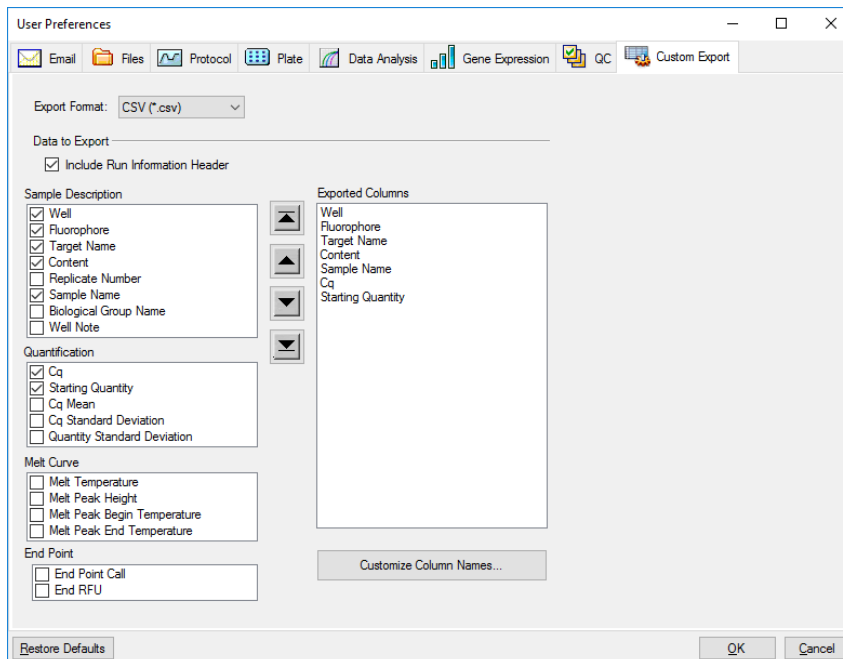 User Preferences
Email Files Protocol Plate Data Analysis Gene Expression QC Custom Export
Export Format: CSV (*.csv)
Data to Export
Include Run Information Header
Sample Description
Well
Fluorophore
Target Name
Content
Replicate Number
Sample Name
Biological Group Name
Well Note
Quantification
Cq
Starting Quantity
Cq Mean
Cq Standard Deviation
Quantity Standard Deviation
Melt Curve
Melt Temperature
Melt Peak Height
Melt Peak Begin Temperature
Melt Peak End Temperature
End Point
End Point Call
End RFU
Exported Columns
Well
Fluorophore
Target Name
Content
Sample Name
Cq
Starting Quantity
Customize Column Names...
Restore Defaults OK Cancel